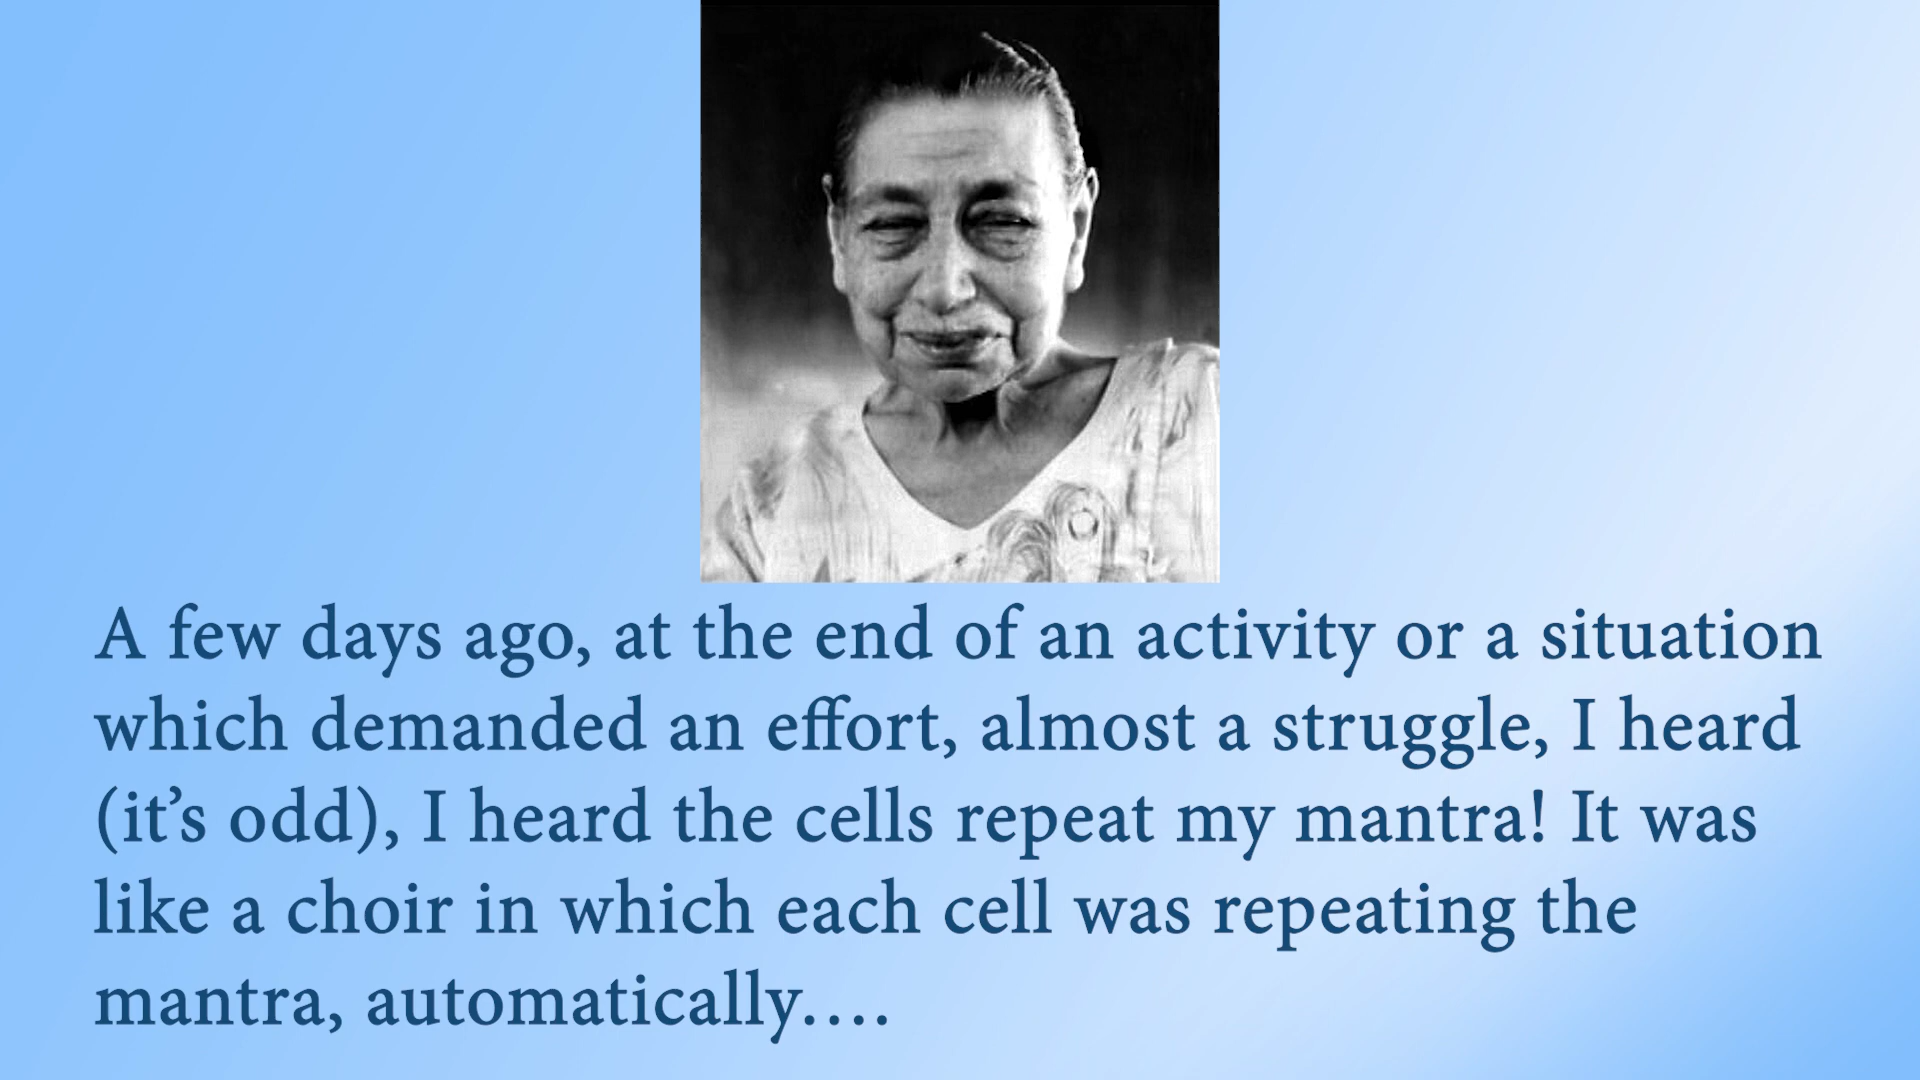 A few days ago, at the end of an activity or a situation
which demanded an effort, almost a struggle, I heard
(it’s odd), I heard the cells repeat my mantra! It was
like a choir in which each cell was repeating the
mantra, automatically….